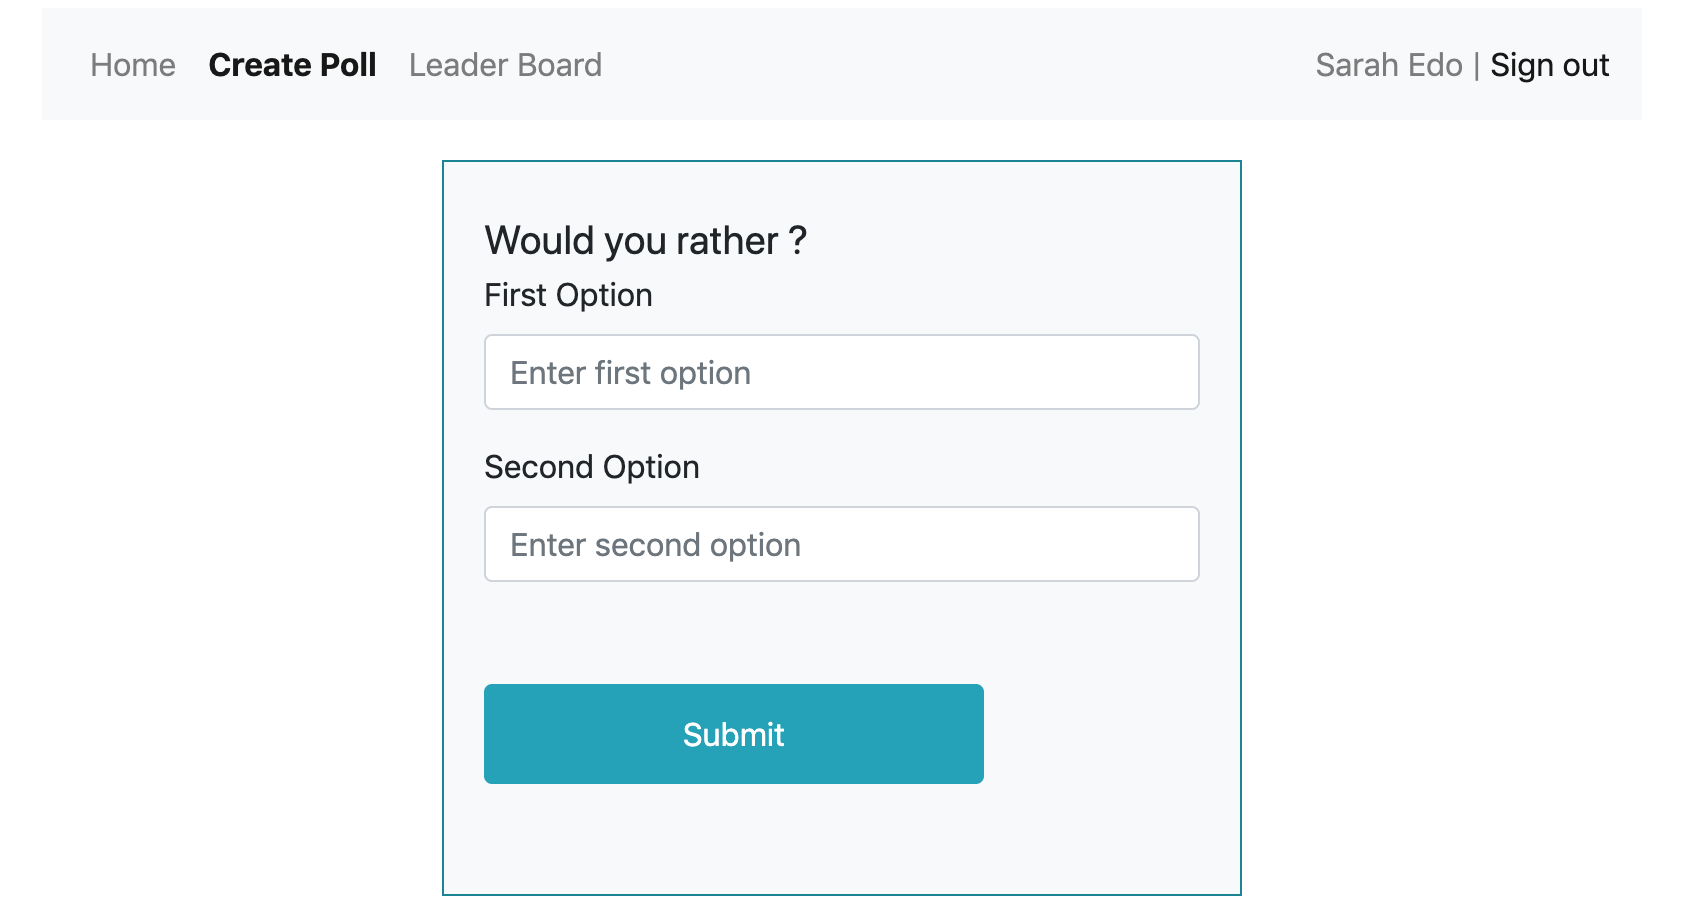 Home Create Poll Leader Board Sarah Edo | Sign out
Would you rather ?
First Option
Enter first option
Second Option
Enter second option
Submit